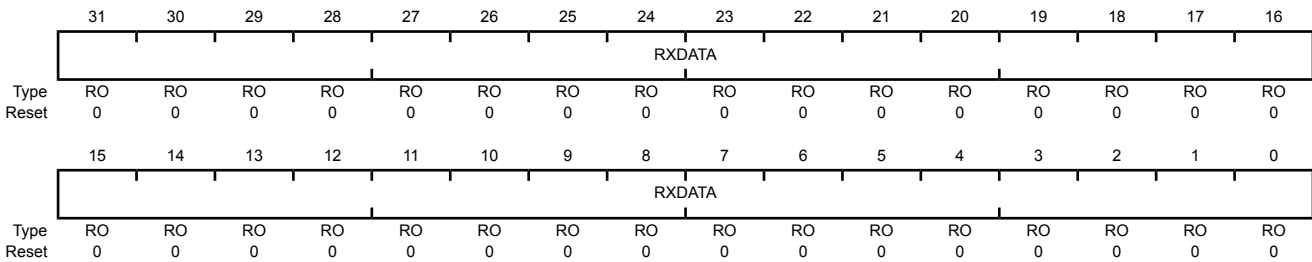 31 30 29 28 27 26 25 24 23 22 21 20 19 18 17 16
RXDATA
Type RO RO RO RO RO RO RO RO RO RO RO RO RO RO RO RO
Reset 0 0 0 0 0 0 0 0 0 0 0 0 0 0 0 0
15 14 13 12 11 10 9 8 7 6 5 4 3 2 1 0
RXDATA
Type RO RO RO RO RO RO RO RO RO RO RO RO RO RO RO RO
Reset 0 0 0 0 0 0 0 0 0 0 0 0 0 0 0 0